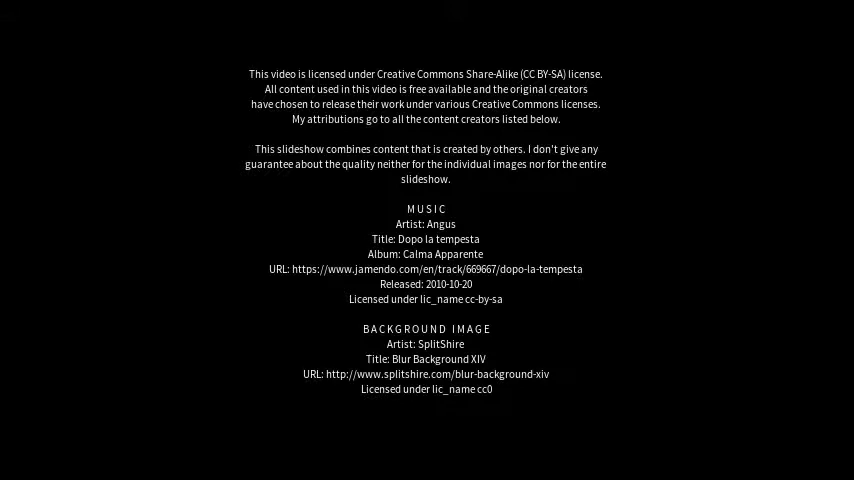 This video is licensed under Creative Commons Share-Alike (CC BY-SA) license.
All content used in this video is free available and the original creators
have chosen to release their work under various Creative Commons licenses.
My attributions go to all the content creators listed below.
This slideshow combines content that is created by others. I don't give any
guarantee about the quality neither for the individual images nor for the entire
slideshow.
MUSIC
Artist: Angus
Title: Dopo la tempesta
Album: Calma Apparente
URL: https://www.jamendo.com/en/track/669667/dopo-la-tempesta
Released: 2010-10-20
Licensed under lic_name cc-by-sa
BACKGROUND IMAGE
Artist: SplitShire
Title: Blur Background XIV
URL: http://www.splitshire.com/blur-background-xiv
Licensed under lic_name cc0